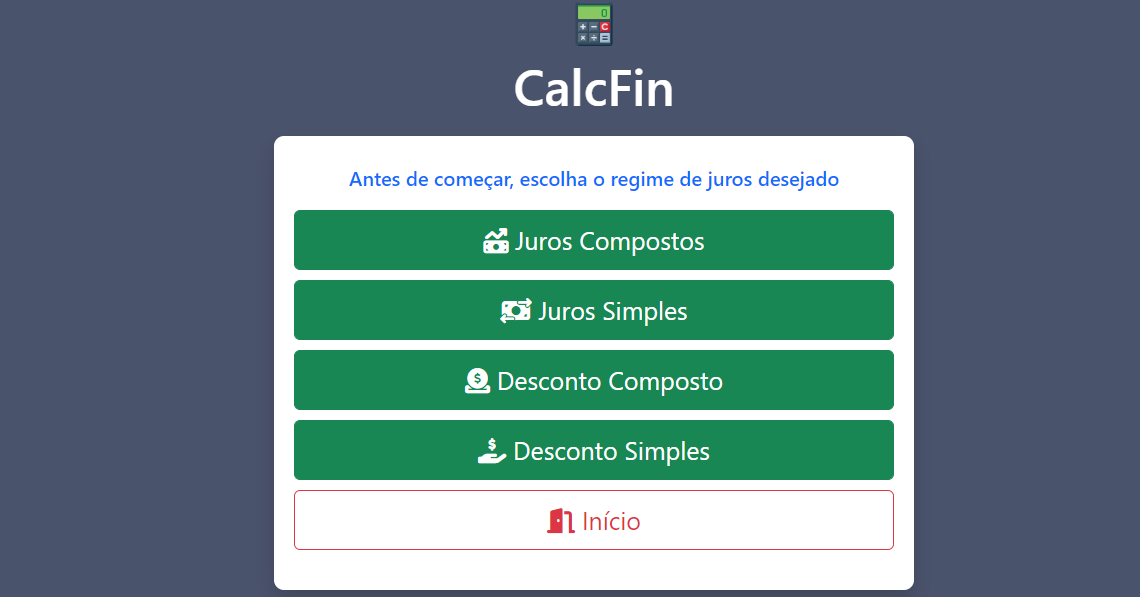 CalcFin
Antes de começar, escolha o regime de juros desejado
Juros Compostos
Juros Simples
Desconto Composto
Desconto Simples
Início